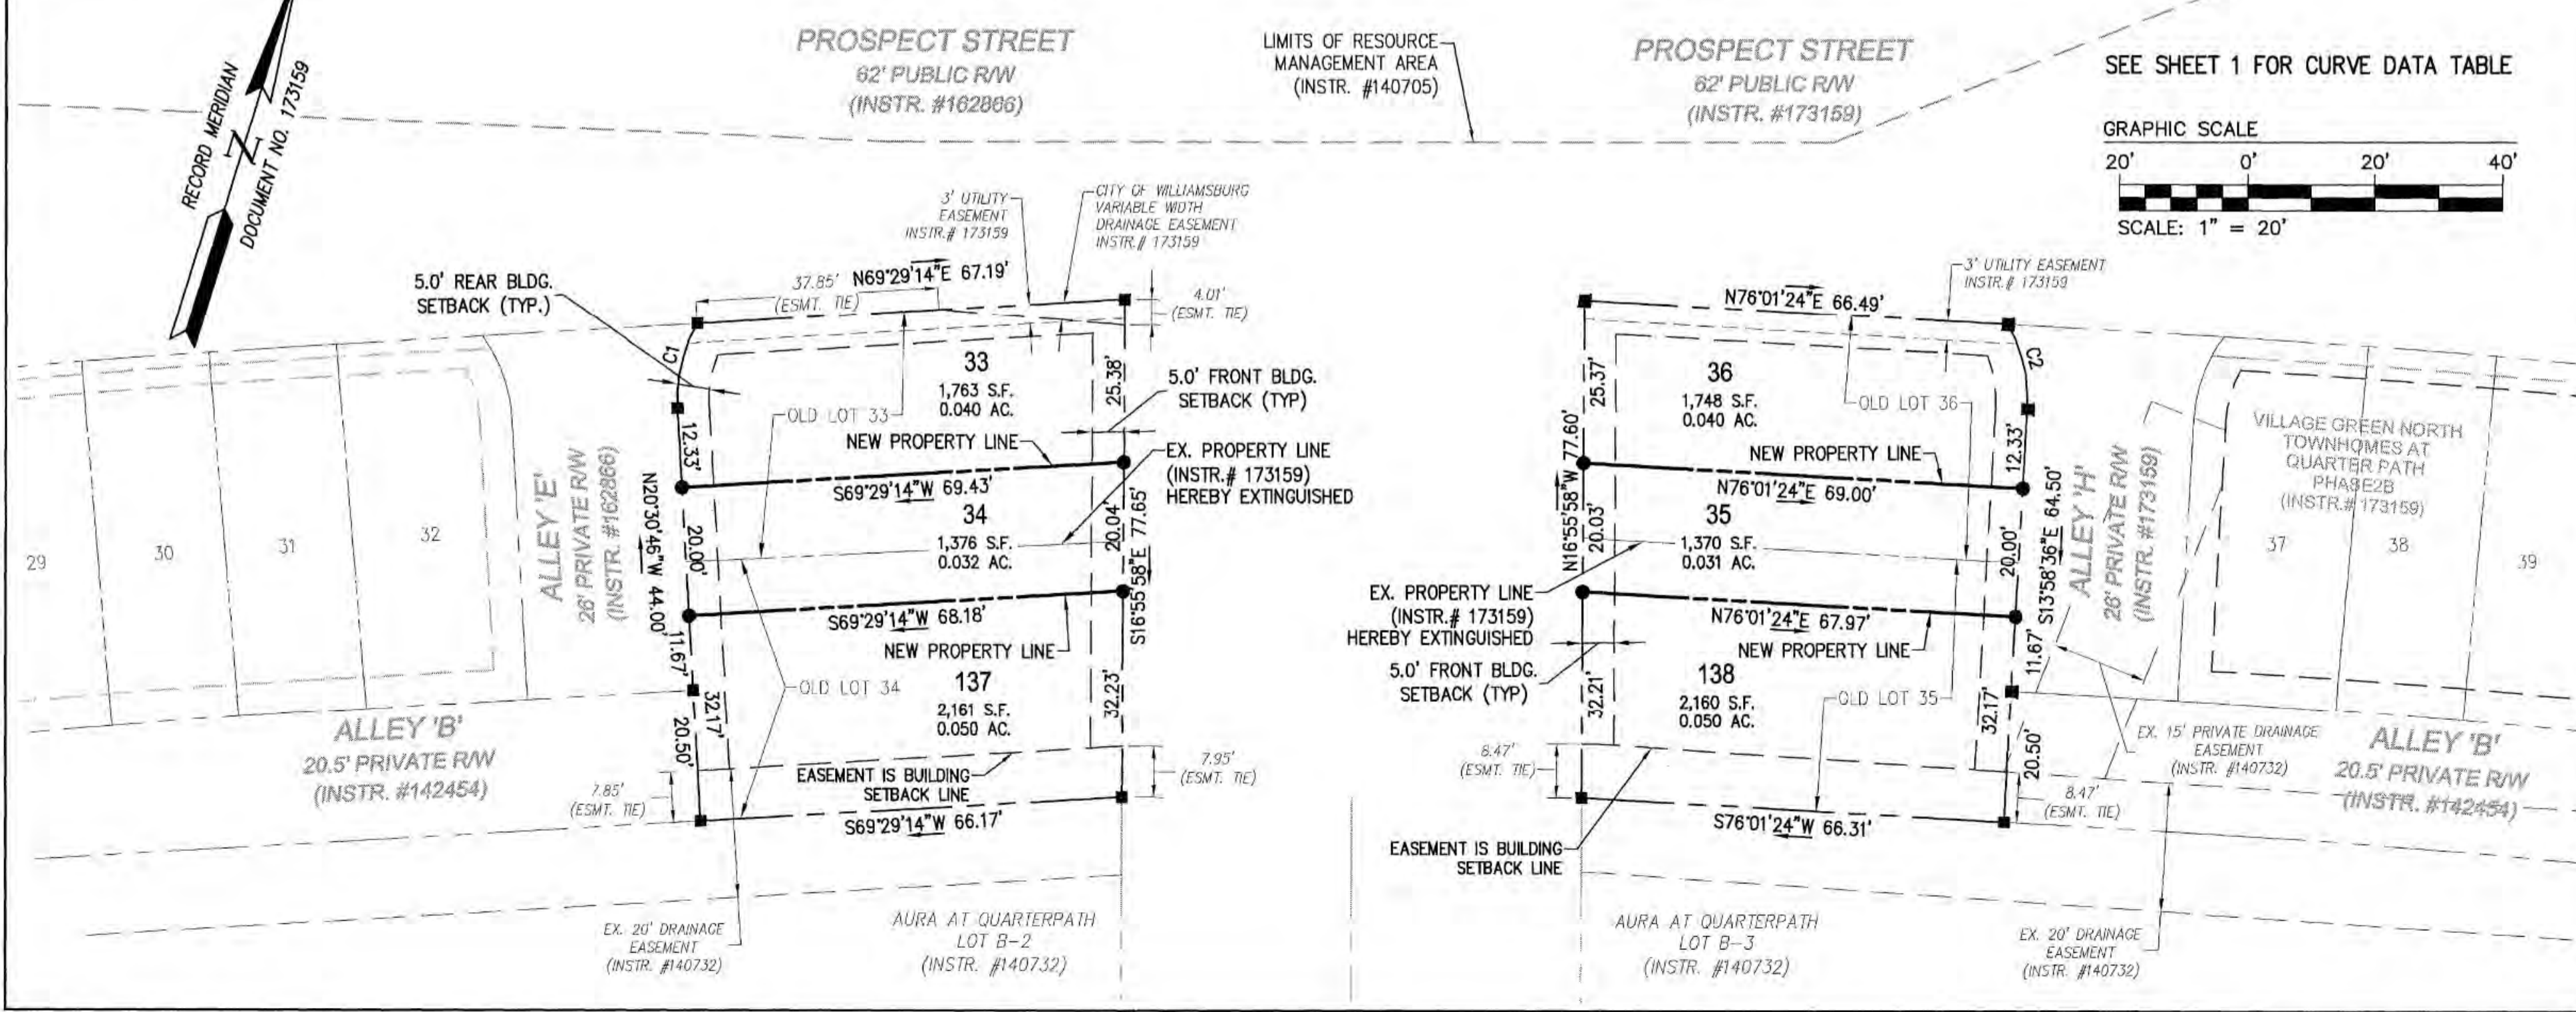 RECORD MERIDIAN
N
DOCUMENT NO. 173159
PROSPECT STREET
62' PUBLIC R/W
(INSTR. #162866)
LIMITS OF RESOURCE
MANAGEMENT AREA
(INSTR. #140705)
PROSPECT STREET
62' PUBLIC R/W
(INSTR. #173159)
SEE SHEET 1 FOR CURVE DATA TABLE
GRAPHIC SCALE
20' 0' 20' 40'
SCALE: 1" = 20'
5.0' REAR BLDG.
SETBACK (TYP.)
3' UTILITY
EASEMENT
INSTR.# 173159
CITY OF WILLIAMSBURG
VARIABLE WIDTH
DRAINAGE EASEMENT
INSTR.# 173159
37.85'
(ESMT. TIE)
N69°29'14"E 67.19'
4.01'
(ESMT. TIE)
C1
33
1,763 S.F.
0.040 AC.
25.38'
5.0' FRONT BLDG.
SETBACK (TYP)
OLD LOT 33
NEW PROPERTY LINE
12.33'
S69°29'14"W 69.43'
EX. PROPERTY LINE
(INSTR.# 173159)
HEREBY EXTINGUISHED
34
1,376 S.F.
0.032 AC.
20.04'
S16°55'58"E 77.65'
N20°30'46"W 44.00'
20.00'
S69°29'14"W 68.18'
NEW PROPERTY LINE
11.67'
OLD LOT 34
137
2,161 S.F.
0.050 AC.
32.23'
32.17'
20.50'
EASEMENT IS BUILDING
SETBACK LINE
7.85'
(ESMT. TIE)
7.95'
(ESMT. TIE)
S69°29'14"W 66.17'
29
30
31
32
ALLEY 'E'
26' PRIVATE R/W
(INSTR. #162866)
ALLEY 'B'
20.5' PRIVATE R/W
(INSTR. #142454)
EX. 20' DRAINAGE
EASEMENT
(INSTR. #140732)
AURA AT QUARTERPATH
LOT B-2
(INSTR. #140732)
N76°01'24"E 66.49'
3' UTILITY EASEMENT
INSTR.# 173159
C2
25.37'
36
1,748 S.F.
0.040 AC.
OLD LOT 36
NEW PROPERTY LINE
12.33'
N76°01'24"E 69.00'
N16°55'58"W 77.60'
20.03'
35
1,370 S.F.
0.031 AC.
20.00'
S13°58'36"E 64.50'
EX. PROPERTY LINE
(INSTR.# 173159)
HEREBY EXTINGUISHED
N76°01'24"E 67.97'
NEW PROPERTY LINE
11.67'
5.0' FRONT BLDG.
SETBACK (TYP)
32.21'
138
2,160 S.F.
0.050 AC.
OLD LOT 35
32.17'
20.50'
8.47'
(ESMT. TIE)
8.47'
(ESMT. TIE)
S76°01'24"W 66.31'
EASEMENT IS BUILDING
SETBACK LINE
AURA AT QUARTERPATH
LOT B-3
(INSTR. #140732)
ALLEY 'H'
26' PRIVATE R/W
(INSTR. #173159)
VILLAGE GREEN NORTH
TOWNHOMES AT
QUARTER PATH
PHASE2B
(INSTR.# 173159)
37
38
39
EX. 15' PRIVATE DRAINAGE
EASEMENT
(INSTR. #140732)
ALLEY 'B'
20.5' PRIVATE R/W
(INSTR. #142454)
EX. 20' DRAINAGE
EASEMENT
(INSTR. #140732)